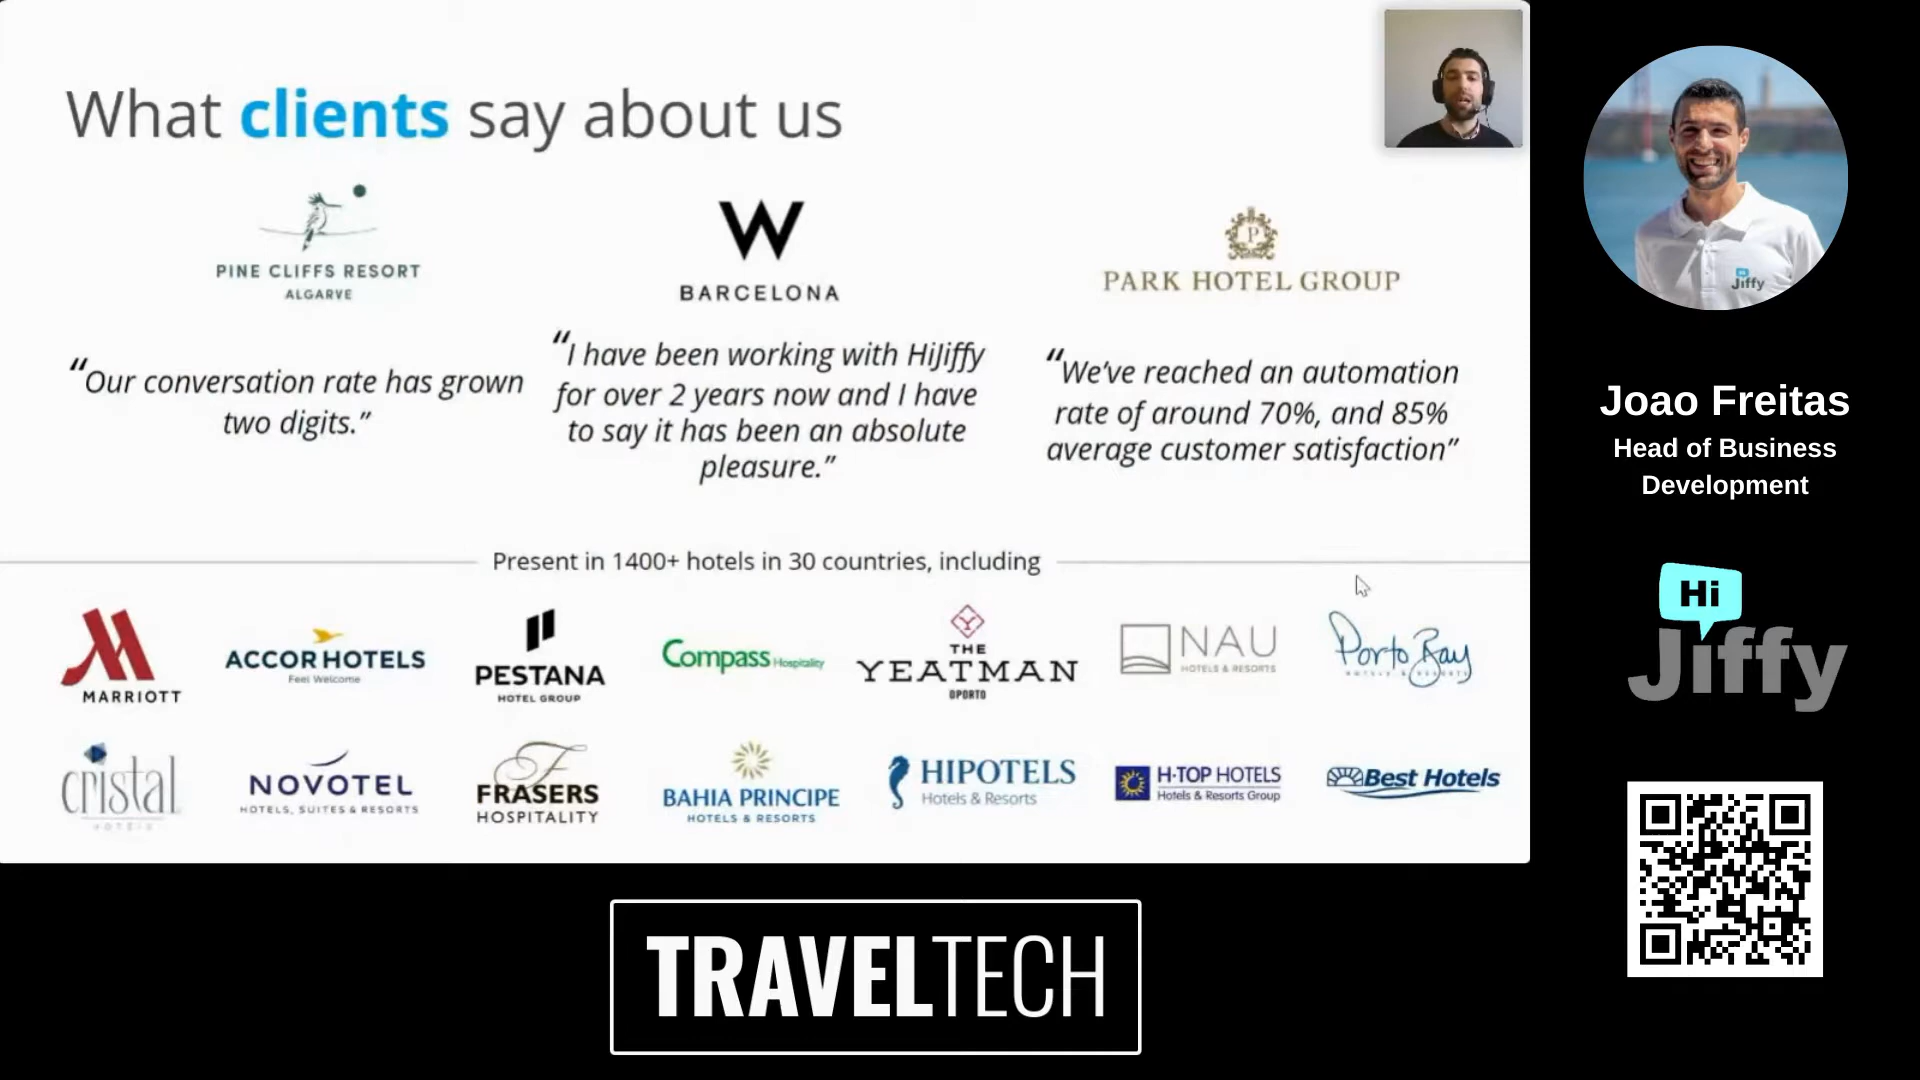 What clients say about us
PINE CLIFFS RESORT
ALGARVE
“Our conversation rate has grown
two digits.”
W
BARCELONA
“I have been working with HiJiffy
for over 2 years now and I have
to say it has been an absolute
pleasure.”
P
PARK HOTEL GROUP
“We’ve reached an automation
rate of around 70%, and 85%
average customer satisfaction”
Present in 1400+ hotels in 30 countries, including
MARRIOTT
ACCOR HOTELS
Feel Welcome
PESTANA
HOTEL GROUP
Compass Hospitality
Y
THE
YEATMAN
OPORTO
NAU
HOTELS & RESORTS
Porto Bay
HOTELS & RESORTS
cristal
HOTELS
NOVOTEL
HOTELS, SUITES & RESORTS
F
FRASERS
HOSPITALITY
BAHIA PRINCIPE
HOTELS & RESORTS
HIPOTELS
Hotels & Resorts
H·TOP HOTELS
Hotels & Resorts Group
Best Hotels
Jiffy
Joao Freitas
Head of Business
Development
Hi
Jiffy
TRAVELTECH